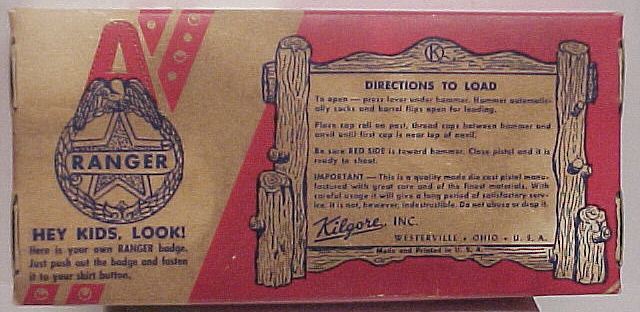 K
RANGER
HEY KIDS, LOOK!
Here is your own RANGER badge.
Just push out the badge and fasten
it to your shirt button.
DIRECTIONS TO LOAD
To open — press lever under hammer. Hammer automatic-
ally cocks and barrel flips open for loading.
Place cap roll on post, thread caps between hammer and
anvil until first cap is near top of anvil.
Be sure RED SIDE is toward hammer. Close pistol and it is
ready to shoot.
IMPORTANT — This is a quality made die cast pistol manu-
factured with great care and of the finest materials. With
careful usage it will give a long period of satisfactory serv-
ice. It is not, however, indestructible. Do not abuse or drop it.
Kilgore, INC.
WESTERVILLE • OHIO • U. S. A.
Made and Printed in U. S. A.